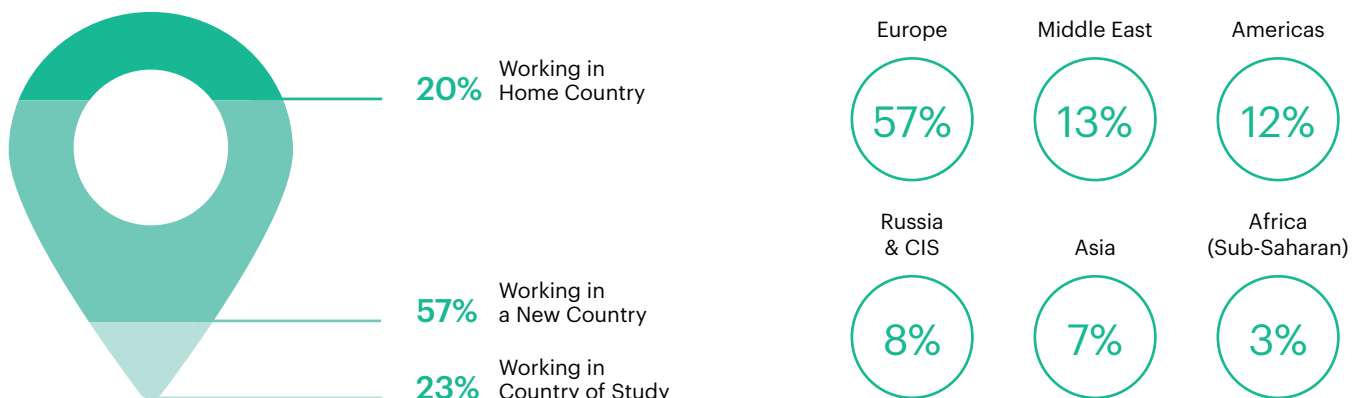 20% Working in
Home Country
57% Working in
a New Country
23% Working in
Country of Study
Europe
57%
Middle East
13%
Americas
12%
Russia
& CIS
8%
Asia
7%
Africa
(Sub-Saharan)
3%